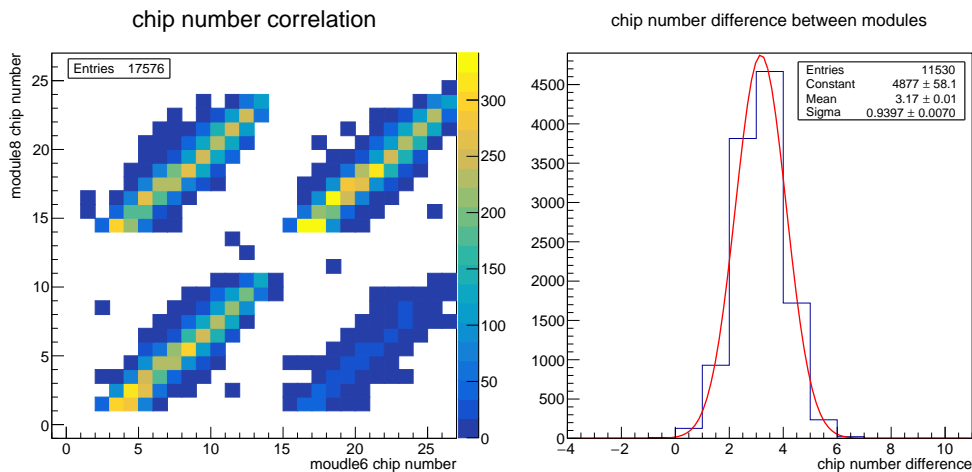 chip number correlation
Entries 17576
module8 chip number
25
20
15
10
5
0
0 5 10 15 20 25
moudle6 chip number
300
250
200
150
100
50
0
chip number difference between modules
Entries 11530
Constant 4877 ± 58.1
Mean 3.17 ± 0.01
Sigma 0.9397 ± 0.0070
4500
4000
3500
3000
2500
2000
1500
1000
500
0
−4 −2 0 2 4 6 8 10
chip number difference